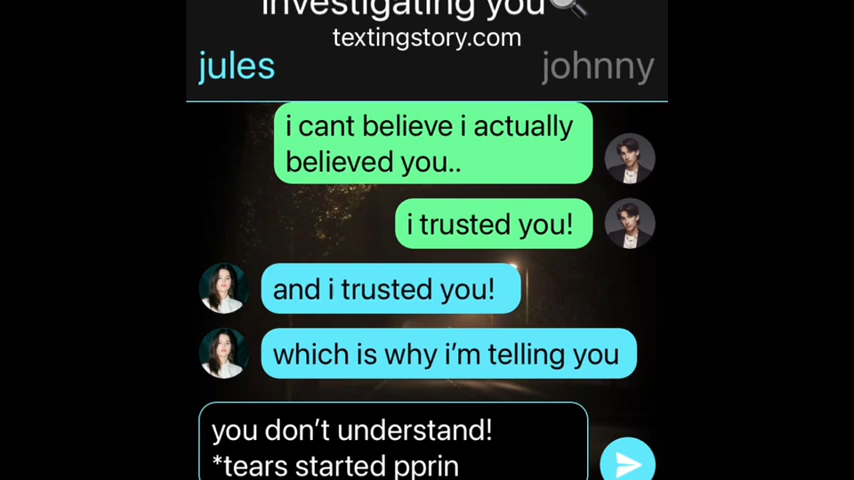 investigating you🔍
textingstory.com
jules johnny
i cant believe i actually
believed you..
i trusted you!
and i trusted you!
which is why i'm telling you
you don't understand!
*tears started pprin